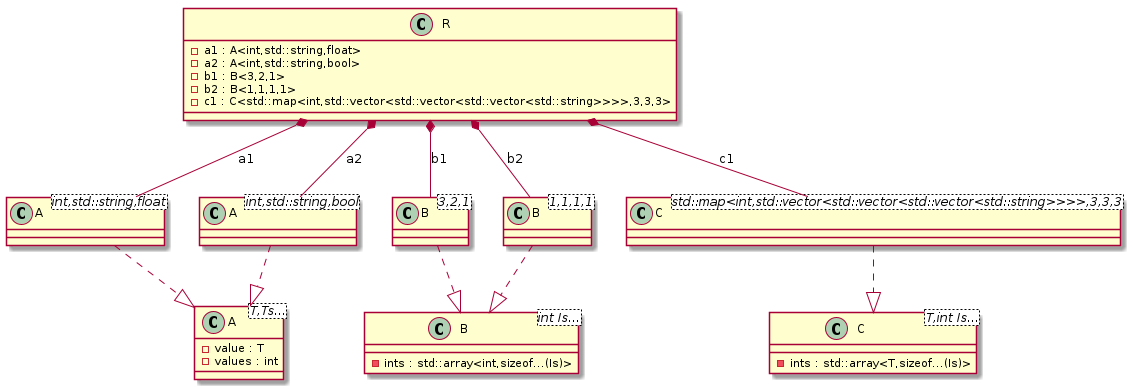 C R
a1 : A<int,std::string,float>
a2 : A<int,std::string,bool>
b1 : B<3,2,1>
b2 : B<1,1,1,1>
c1 : C<std::map<int,std::vector<std::vector<std::vector<std::string>>>>,3,3,3>
a1
a2
b1
b2
c1
C A int,std::string,float
C A int,std::string,bool
C B 3,2,1
C B 1,1,1,1
C C std::map<int,std::vector<std::vector<std::vector<std::string>>>>,3,3,3
C A T,Ts...
value : T
values : int
C B int Is...
ints : std::array<int,sizeof...(Is)>
C C T,int Is...
ints : std::array<T,sizeof...(Is)>